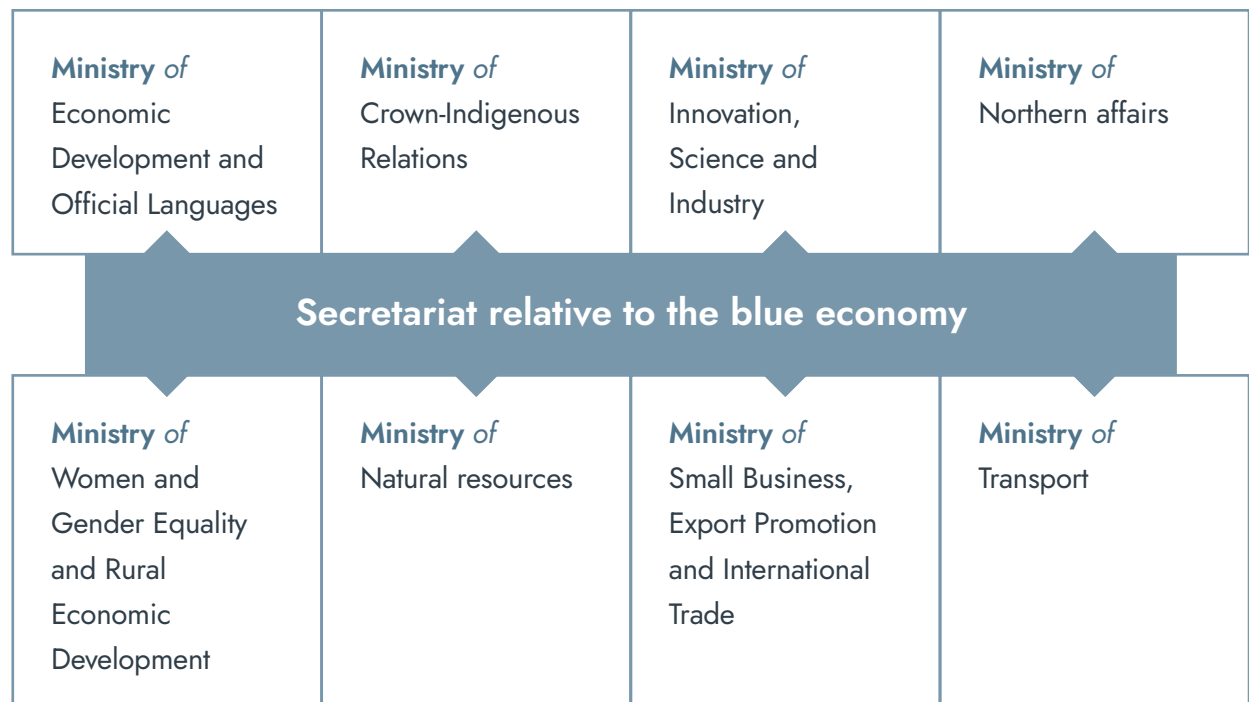 Ministry of
Economic
Development and
Official Languages
Ministry of
Crown-Indigenous
Relations
Ministry of
Innovation,
Science and
Industry
Ministry of
Northern affairs
Secretariat relative to the blue economy
Ministry of
Women and
Gender Equality
and Rural
Economic
Development
Ministry of
Natural resources
Ministry of
Small Business,
Export Promotion
and International
Trade
Ministry of
Transport